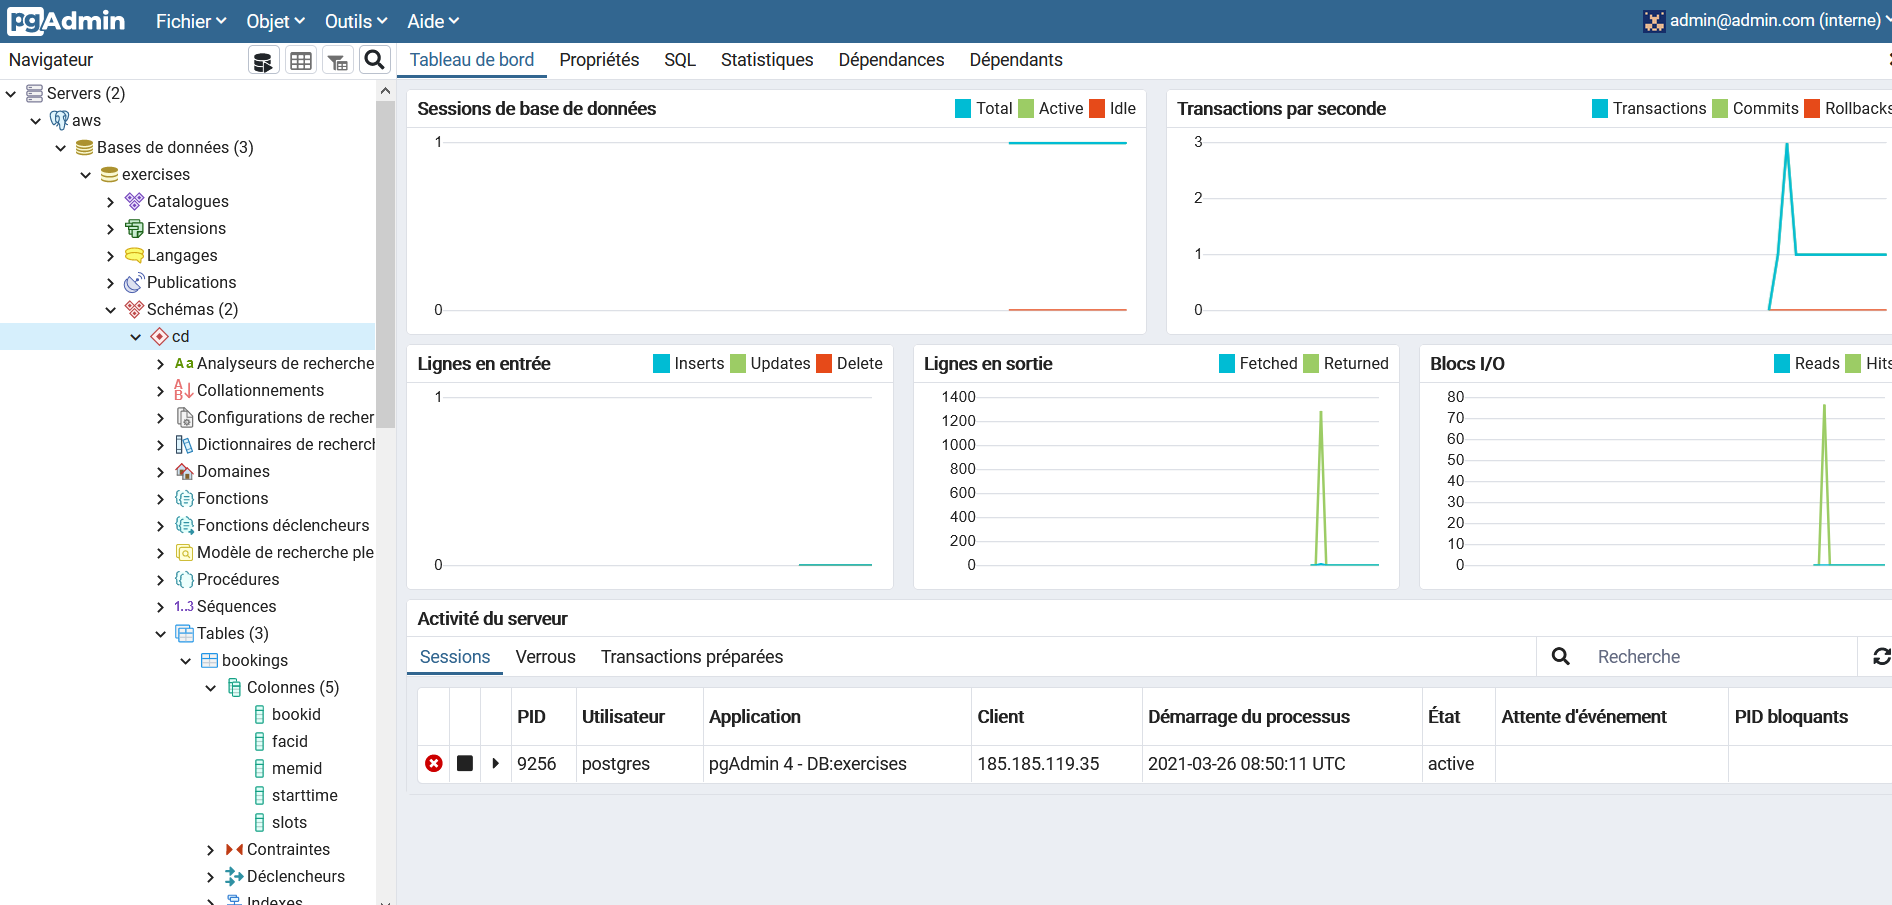 pgAdmin Fichier Objet Outils Aide admin@admin.com (interne)
Navigateur
Servers (2)
aws
Bases de données (3)
exercises
Catalogues
Extensions
Langages
Publications
Schémas (2)
cd
Aa Analyseurs de recherche
Collationnements
Configurations de recher
Dictionnaires de recherch
Domaines
Fonctions
Fonctions déclencheurs
Modèle de recherche ple
Procédures
1..3 Séquences
Tables (3)
bookings
Colonnes (5)
bookid
facid
memid
starttime
slots
Contraintes
Déclencheurs
Indexes
Tableau de bord Propriétés SQL Statistiques Dépendances Dépendants
Sessions de base de données Total Active Idle
1
0
Transactions par seconde Transactions Commits Rollbacks
3
2
1
0
Lignes en entrée Inserts Updates Delete
1
0
Lignes en sortie Fetched Returned
1400
1200
1000
800
600
400
200
0
Blocs I/O Reads Hits
80
70
60
50
40
30
20
10
0
Activité du serveur
Sessions Verrous Transactions préparées Recherche
PID Utilisateur Application Client Démarrage du processus État Attente d'événement PID bloquants
9256 postgres pgAdmin 4 - DB:exercises 185.185.119.35 2021-03-26 08:50:11 UTC active